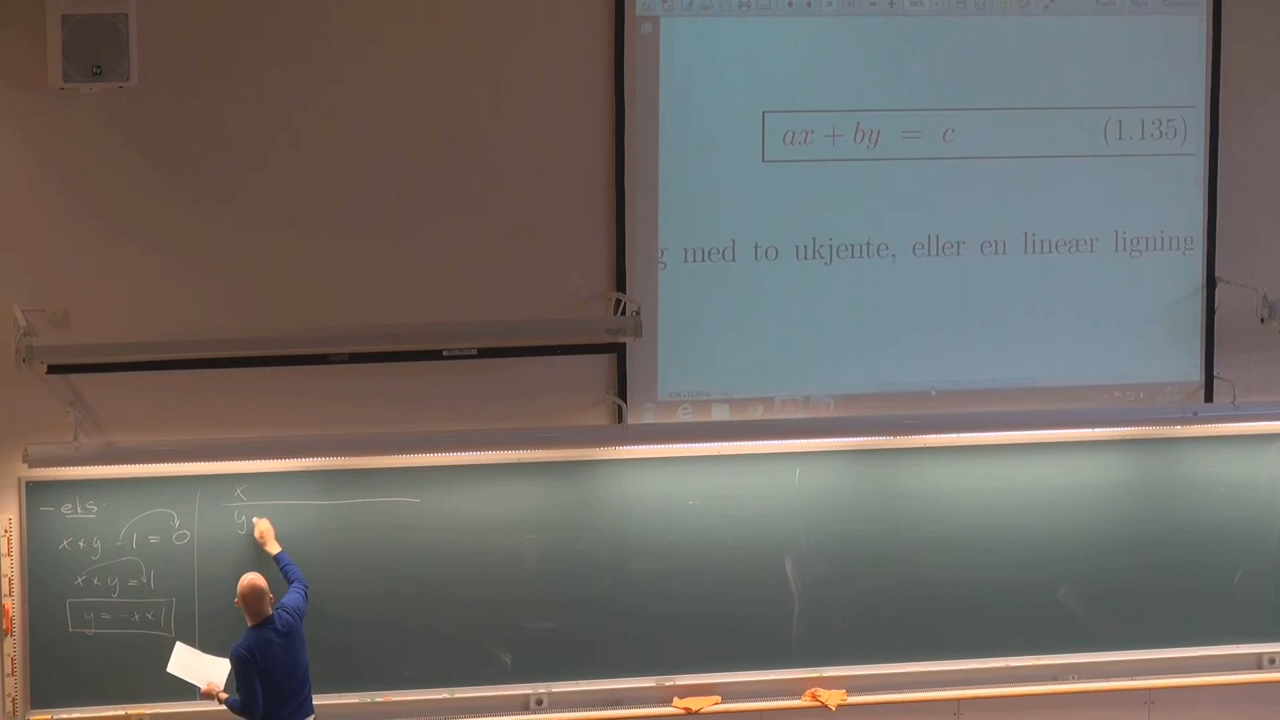 ax + by = c (1.135)
g med to ukjente, eller en lineær ligning
- eks:
x + y - 1 = 0
x + y = 1
y = -x + 1
x
y